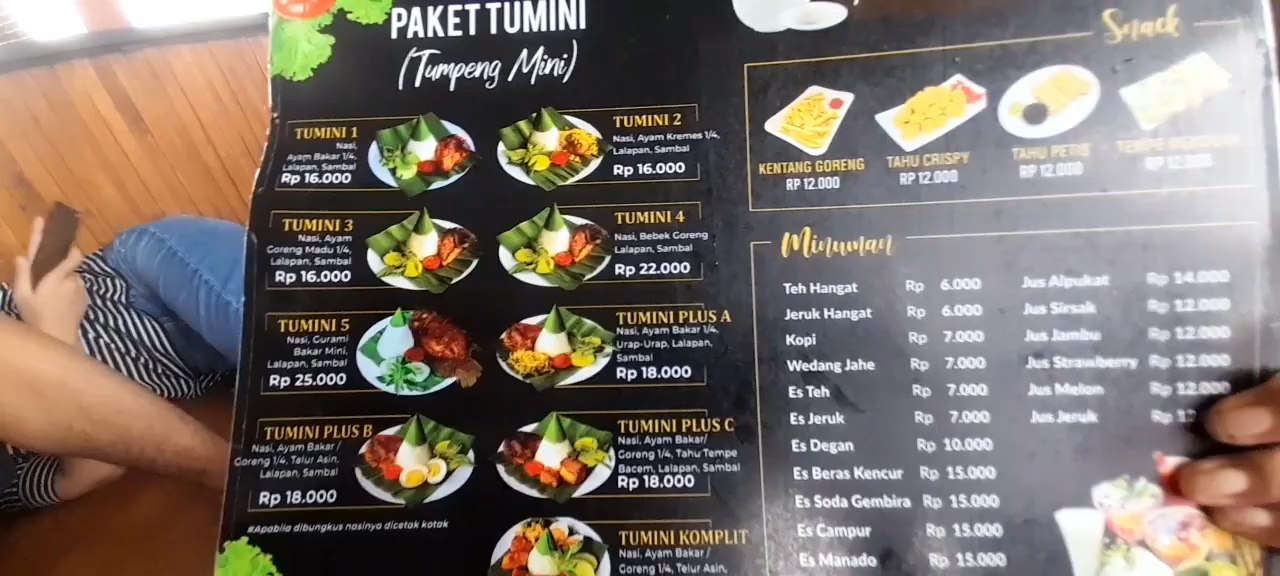 PAKET TUMINI
(Tumpeng Mini)
TUMINI 1
Nasi,
Ayam Bakar 1/4,
Lalapan, Sambal
Rp 16.000
TUMINI 2
Nasi, Ayam Kremes 1/4,
Lalapan, Sambal
Rp 16.000
TUMINI 3
Nasi, Ayam
Goreng Madu 1/4,
Lalapan, Sambal
Rp 16.000
TUMINI 4
Nasi, Bebek Goreng
Lalapan, Sambal
Rp 22.000
TUMINI 5
Nasi, Gurami
Bakar Mini,
Lalapan, Sambal
Rp 25.000
TUMINI PLUS A
Nasi, Ayam Bakar 1/4,
Urap-Urap, Lalapan,
Sambal
Rp 18.000
TUMINI PLUS B
Nasi, Ayam Bakar /
Goreng 1/4, Telur Asin,
Lalapan, Sambal
Rp 18.000
TUMINI PLUS C
Nasi, Ayam Bakar/
Goreng 1/4, Tahu Tempe
Bacem, Lalapan, Sambal
Rp 18.000
#Apabila dibungkus nasinya dicetak kotak
TUMINI KOMPLIT
Nasi, Ayam Bakar /
Goreng 1/4, Telur Asin,
Snack
KENTANG GORENG
RP 12.000
TAHU CRISPY
RP 12.000
TAHU PETIS
RP 12.000
TEMPE
RP 12.000
Minuman
Teh Hangat Rp 6.000
Jeruk Hangat Rp 6.000
Kopi Rp 7.000
Wedang Jahe Rp 7.000
Es Teh Rp 7.000
Es Jeruk Rp 7.000
Es Degan Rp 10.000
Es Beras Kencur Rp 15.000
Es Soda Gembira Rp 15.000
Es Campur Rp 15.000
Es Manado Rp 15.000
Jus Alpukat Rp 14.000
Jus Sirsak Rp 12.000
Jus Jambu Rp 12.000
Jus Strawberry Rp 12.000
Jus Melon Rp 12.000
Jus Jeruk Rp 12